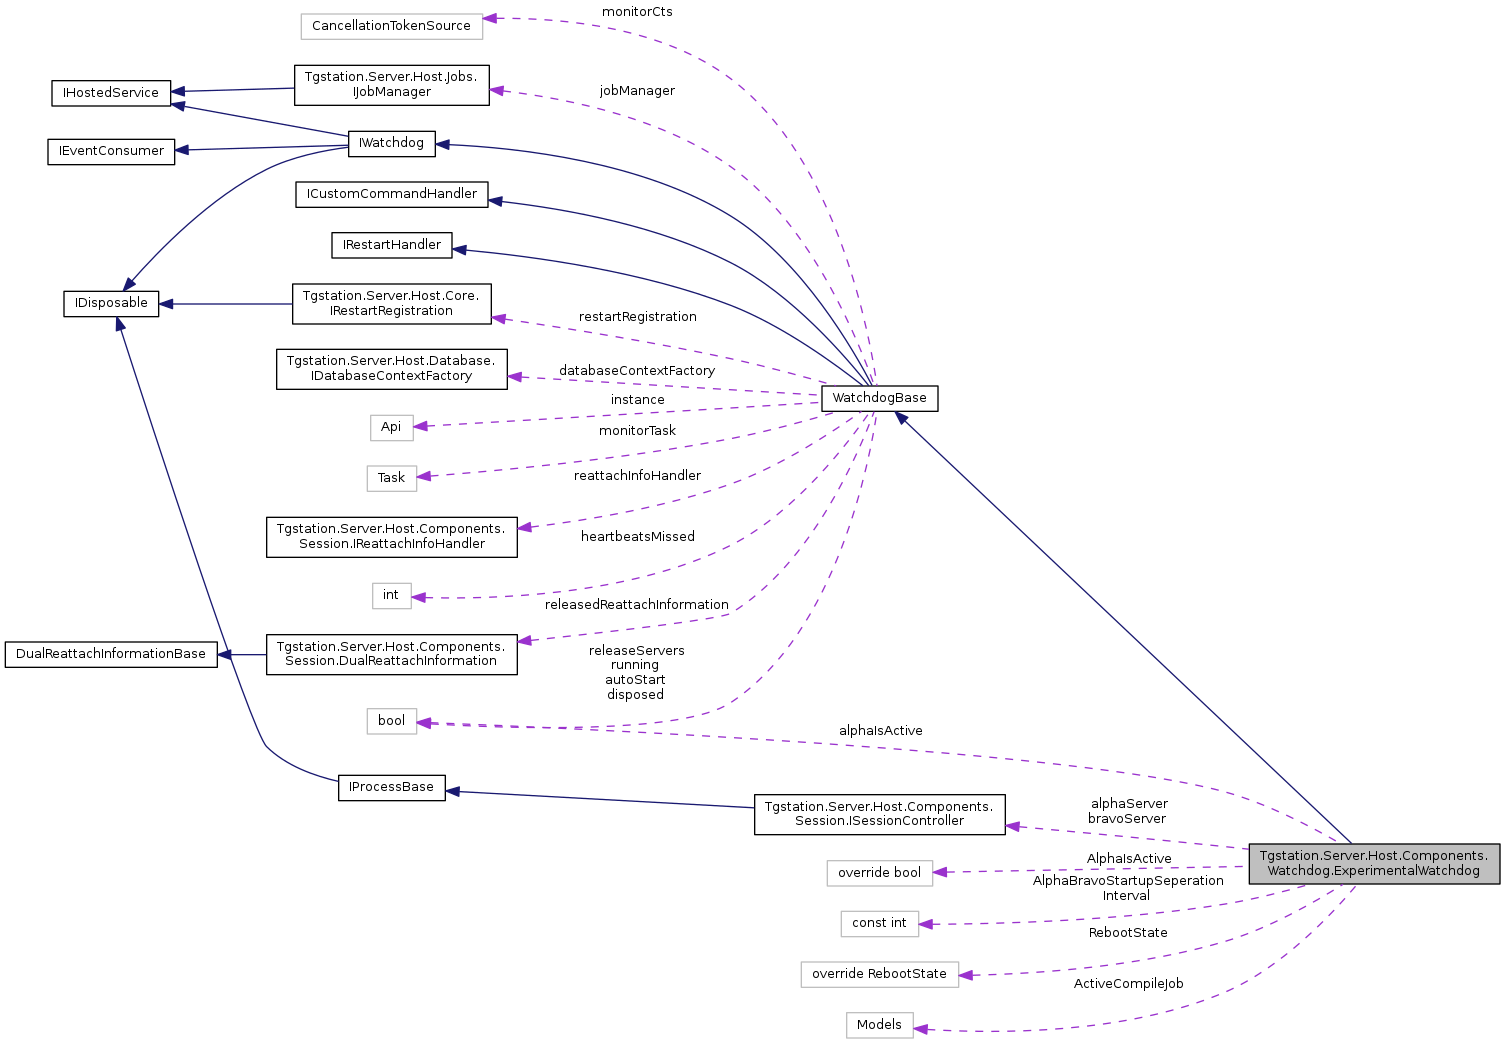 monitorCts
CancellationTokenSource
Tgstation.Server.Host.Jobs.
IJobManager
jobManager
IHostedService
IWatchdog
IEventConsumer
ICustomCommandHandler
IRestartHandler
Tgstation.Server.Host.Core.
IRestartRegistration
IDisposable
restartRegistration
Tgstation.Server.Host.Database.
IDatabaseContextFactory
databaseContextFactory
WatchdogBase
instance
Api
monitorTask
Task
reattachInfoHandler
Tgstation.Server.Host.Components.
Session.IReattachInfoHandler
heartbeatsMissed
int
releasedReattachInformation
DualReattachInformationBase
Tgstation.Server.Host.Components.
Session.DualReattachInformation
releaseServers
running
autoStart
disposed
bool
alphaIsActive
IProcessBase
Tgstation.Server.Host.Components.
Session.ISessionController
alphaServer
bravoServer
Tgstation.Server.Host.Components.
Watchdog.ExperimentalWatchdog
AlphaIsActive
override bool
AlphaBravoStartupSeperation
Interval
const int
RebootState
override RebootState
ActiveCompileJob
Models